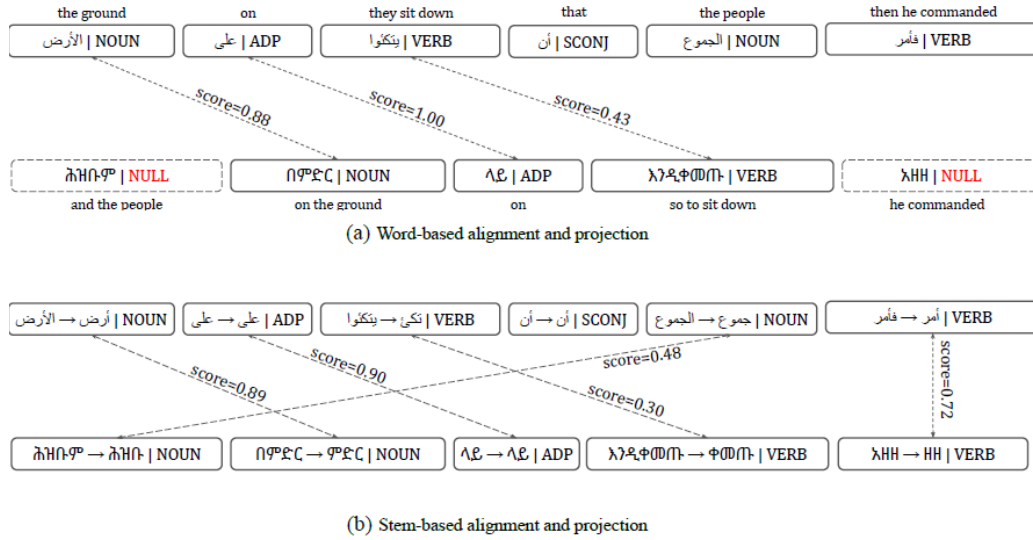 the ground on they sit down that the people then he commanded
الأرض | NOUN على | ADP يتكئوا | VERB أن | SCONJ الجموع | NOUN فأمر | VERB
score=0.88 score=1.00 score=0.43
ሕዝቡም | NULL በምድር | NOUN ላይ | ADP እንዲቀመጡ | VERB አዘዘ | NULL
and the people on the ground on so to sit down he commanded
(a) Word-based alignment and projection
الأرض → أرض | NOUN على → على | ADP يتكئوا → تكئ | VERB أن → أن | SCONJ الجموع → جموع | NOUN فأمر → أمر | VERB
score=0.89 score=0.90 score=0.30 score=0.48 score=0.72
ሕዝቡም → ሕዝቡ | NOUN በምድር → ምድር | NOUN ላይ → ላይ | ADP እንዲቀመጡ → ቀመጡ | VERB አዘዘ → ዘዘ | VERB
(b) Stem-based alignment and projection